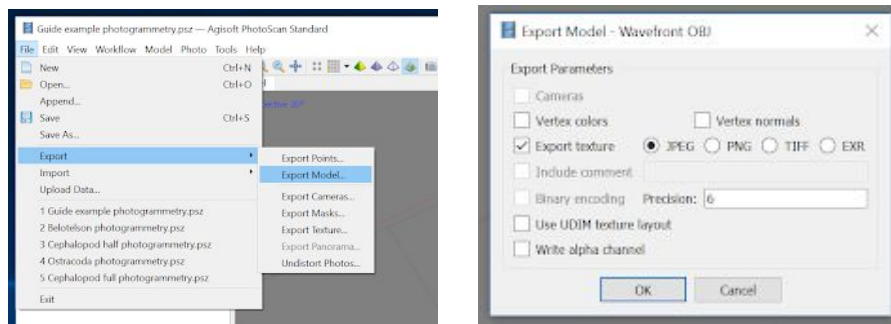 Guide example photogrammetry.psz — Agisoft PhotoScan Standard
File Edit View Workflow Model Photo Tools Help
New Ctrl+N
Open... Ctrl+O
Append...
Save Ctrl+S
Save As...
Export
Import
Upload Data...
1 Guide example photogrammetry.psz
2 Belotelson photogrammetry.psz
3 Cephalopod half photogrammetry.psz
4 Ostracoda photogrammetry.psz
5 Cephalopod full photogrammetry.psz
Exit
Export Points...
Export Model...
Export Cameras...
Export Masks...
Export Texture...
Export Panorama...
Undistort Photos...
Export Model - Wavefront OBJ
Export Parameters
Cameras
Vertex colors Vertex normals
Export texture JPEG PNG TIFF EXR
Include comment
Binary encoding Precision: 6
Use UDIM texture layout
Write alpha channel
OK Cancel